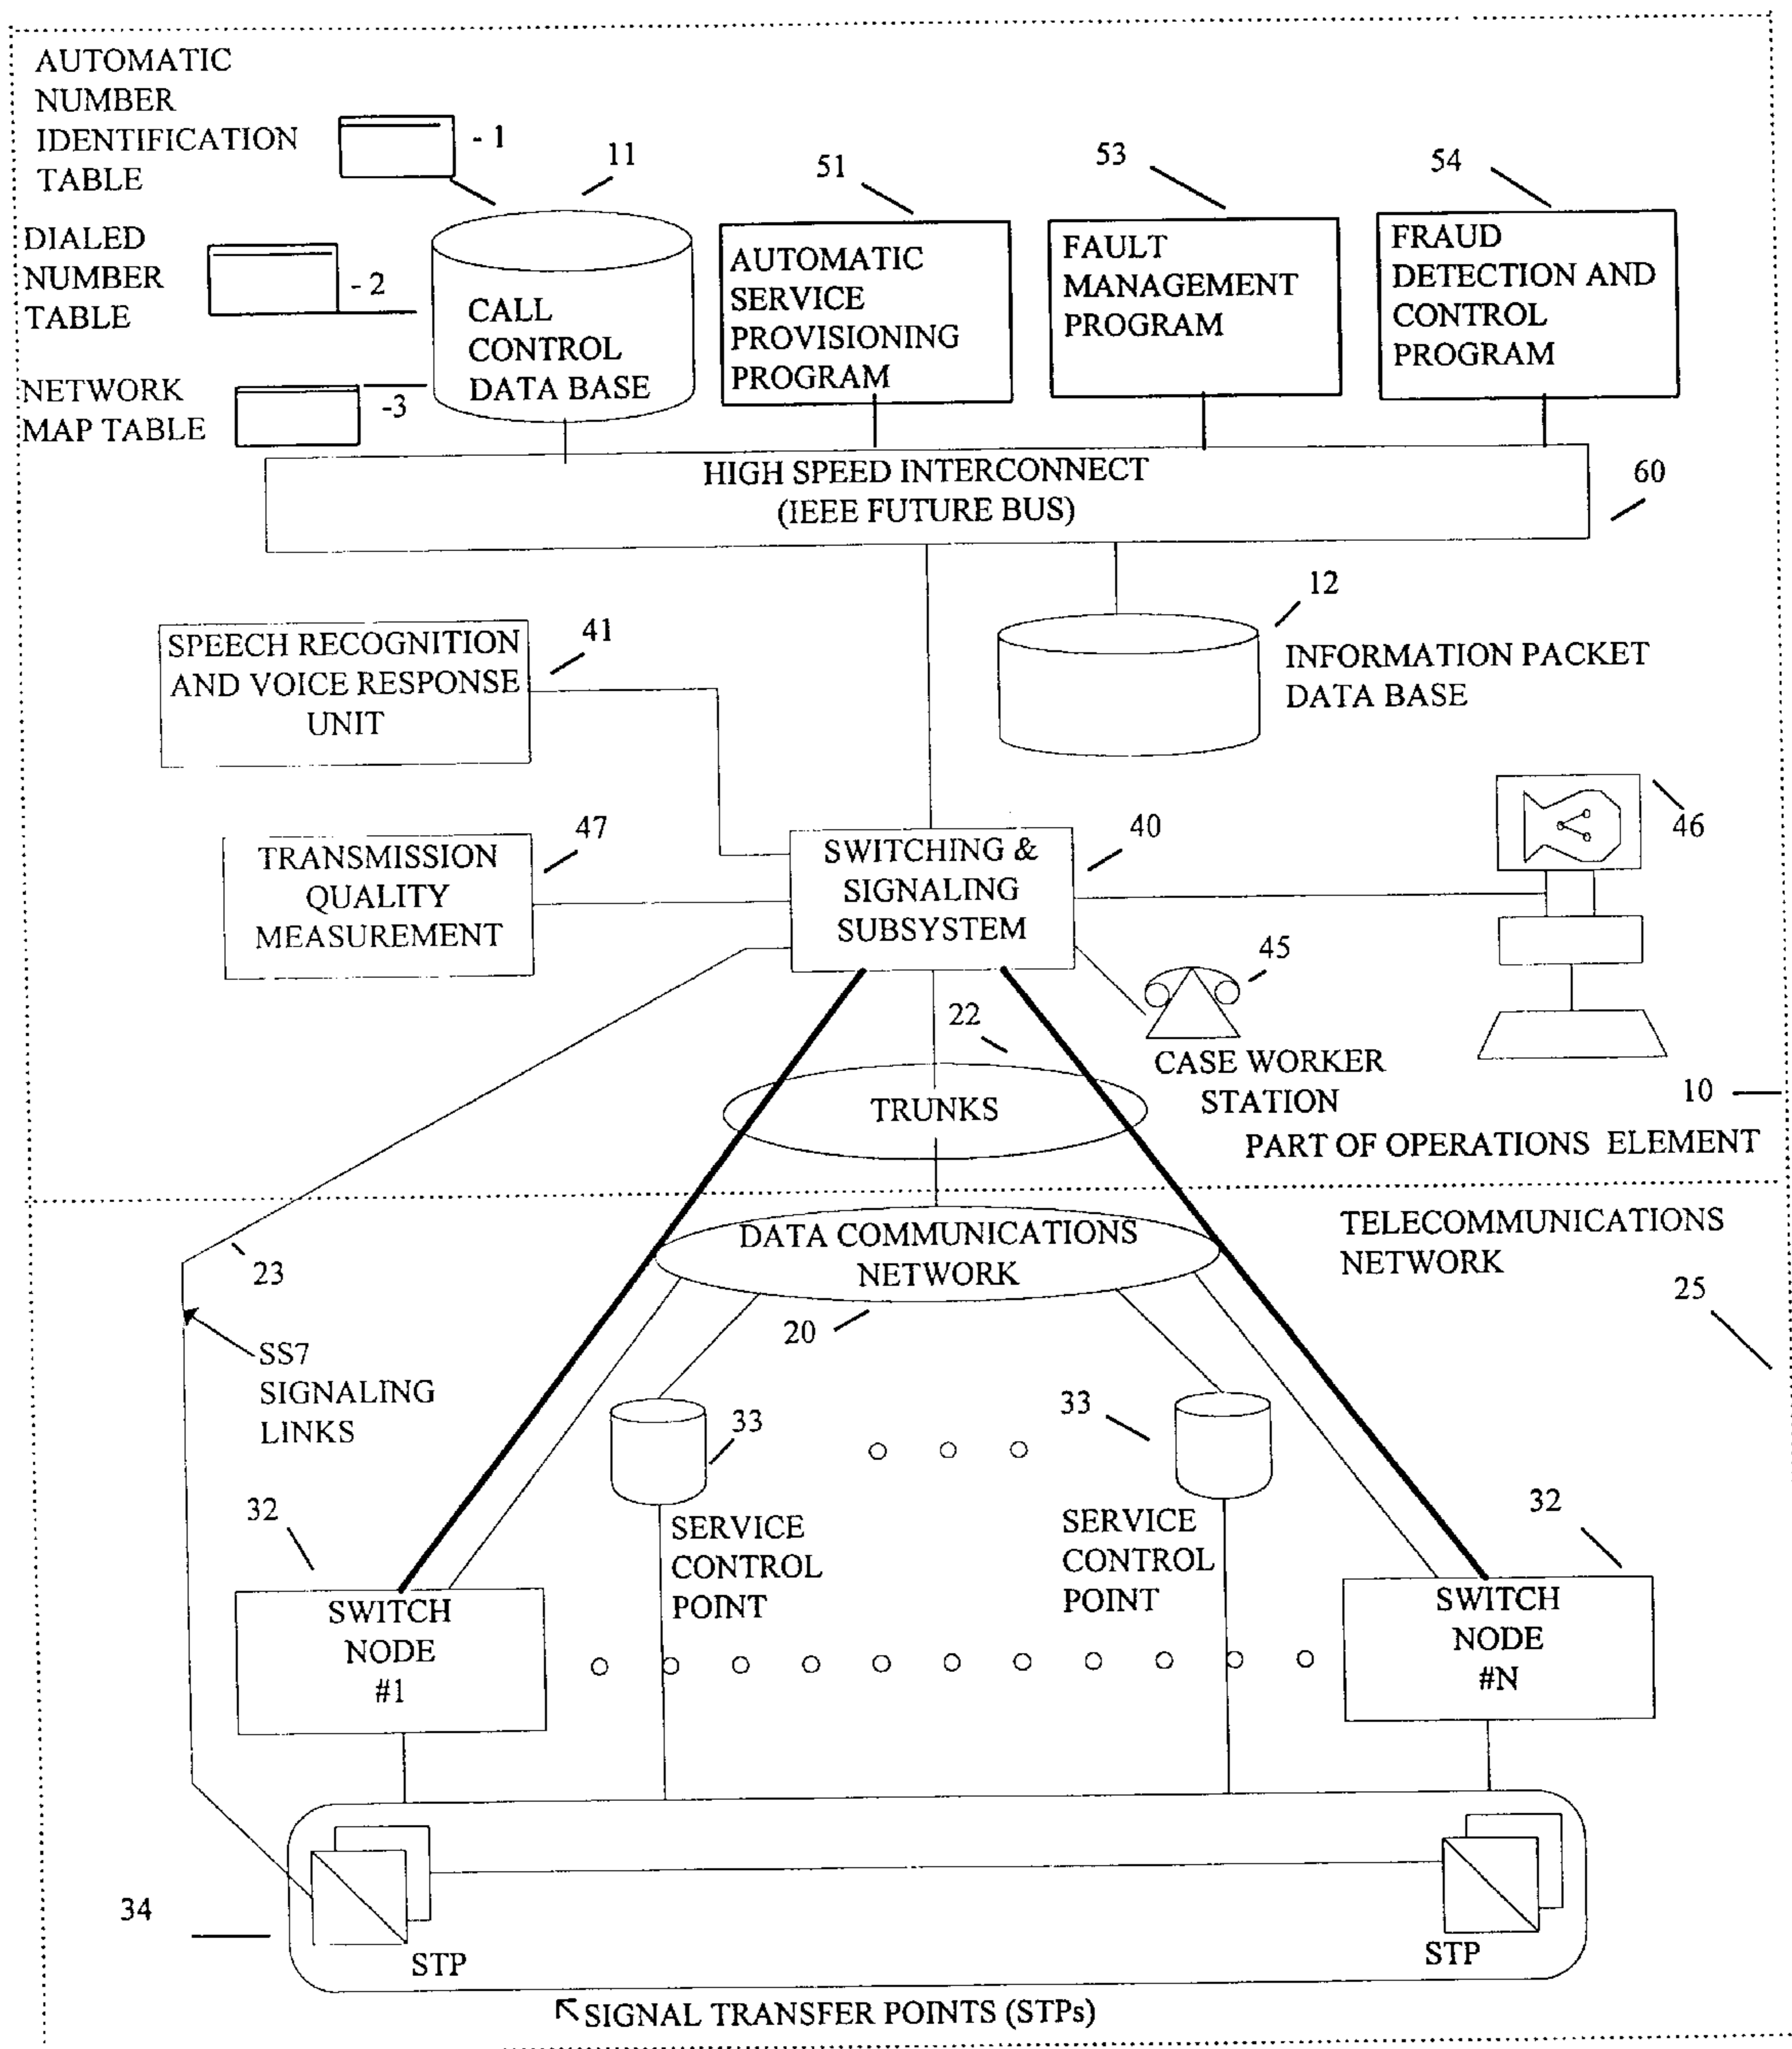 AUTOMATIC
NUMBER
IDENTIFICATION
TABLE
- 1
DIALED
NUMBER
TABLE
- 2
NETWORK
MAP TABLE
-3
11
CALL
CONTROL
DATA BASE
51
AUTOMATIC
SERVICE
PROVISIONING
PROGRAM
53
FAULT
MANAGEMENT
PROGRAM
54
FRAUD
DETECTION AND
CONTROL
PROGRAM
HIGH SPEED INTERCONNECT
(IEEE FUTURE BUS)
60
12
INFORMATION PACKET
DATA BASE
SPEECH RECOGNITION
AND VOICE RESPONSE
UNIT
41
TRANSMISSION
QUALITY
MEASUREMENT
47
SWITCHING &
SIGNALING
SUBSYSTEM
40
46
45
CASE WORKER
STATION
22
TRUNKS
10
PART OF OPERATIONS ELEMENT
DATA COMMUNICATIONS
NETWORK
20
TELECOMMUNICATIONS
NETWORK
25
23
SS7
SIGNALING
LINKS
33
SERVICE
CONTROL
POINT
33
SERVICE
CONTROL
POINT
32
SWITCH
NODE
#1
32
SWITCH
NODE
#N
34
STP
STP
SIGNAL TRANSFER POINTS (STPs)